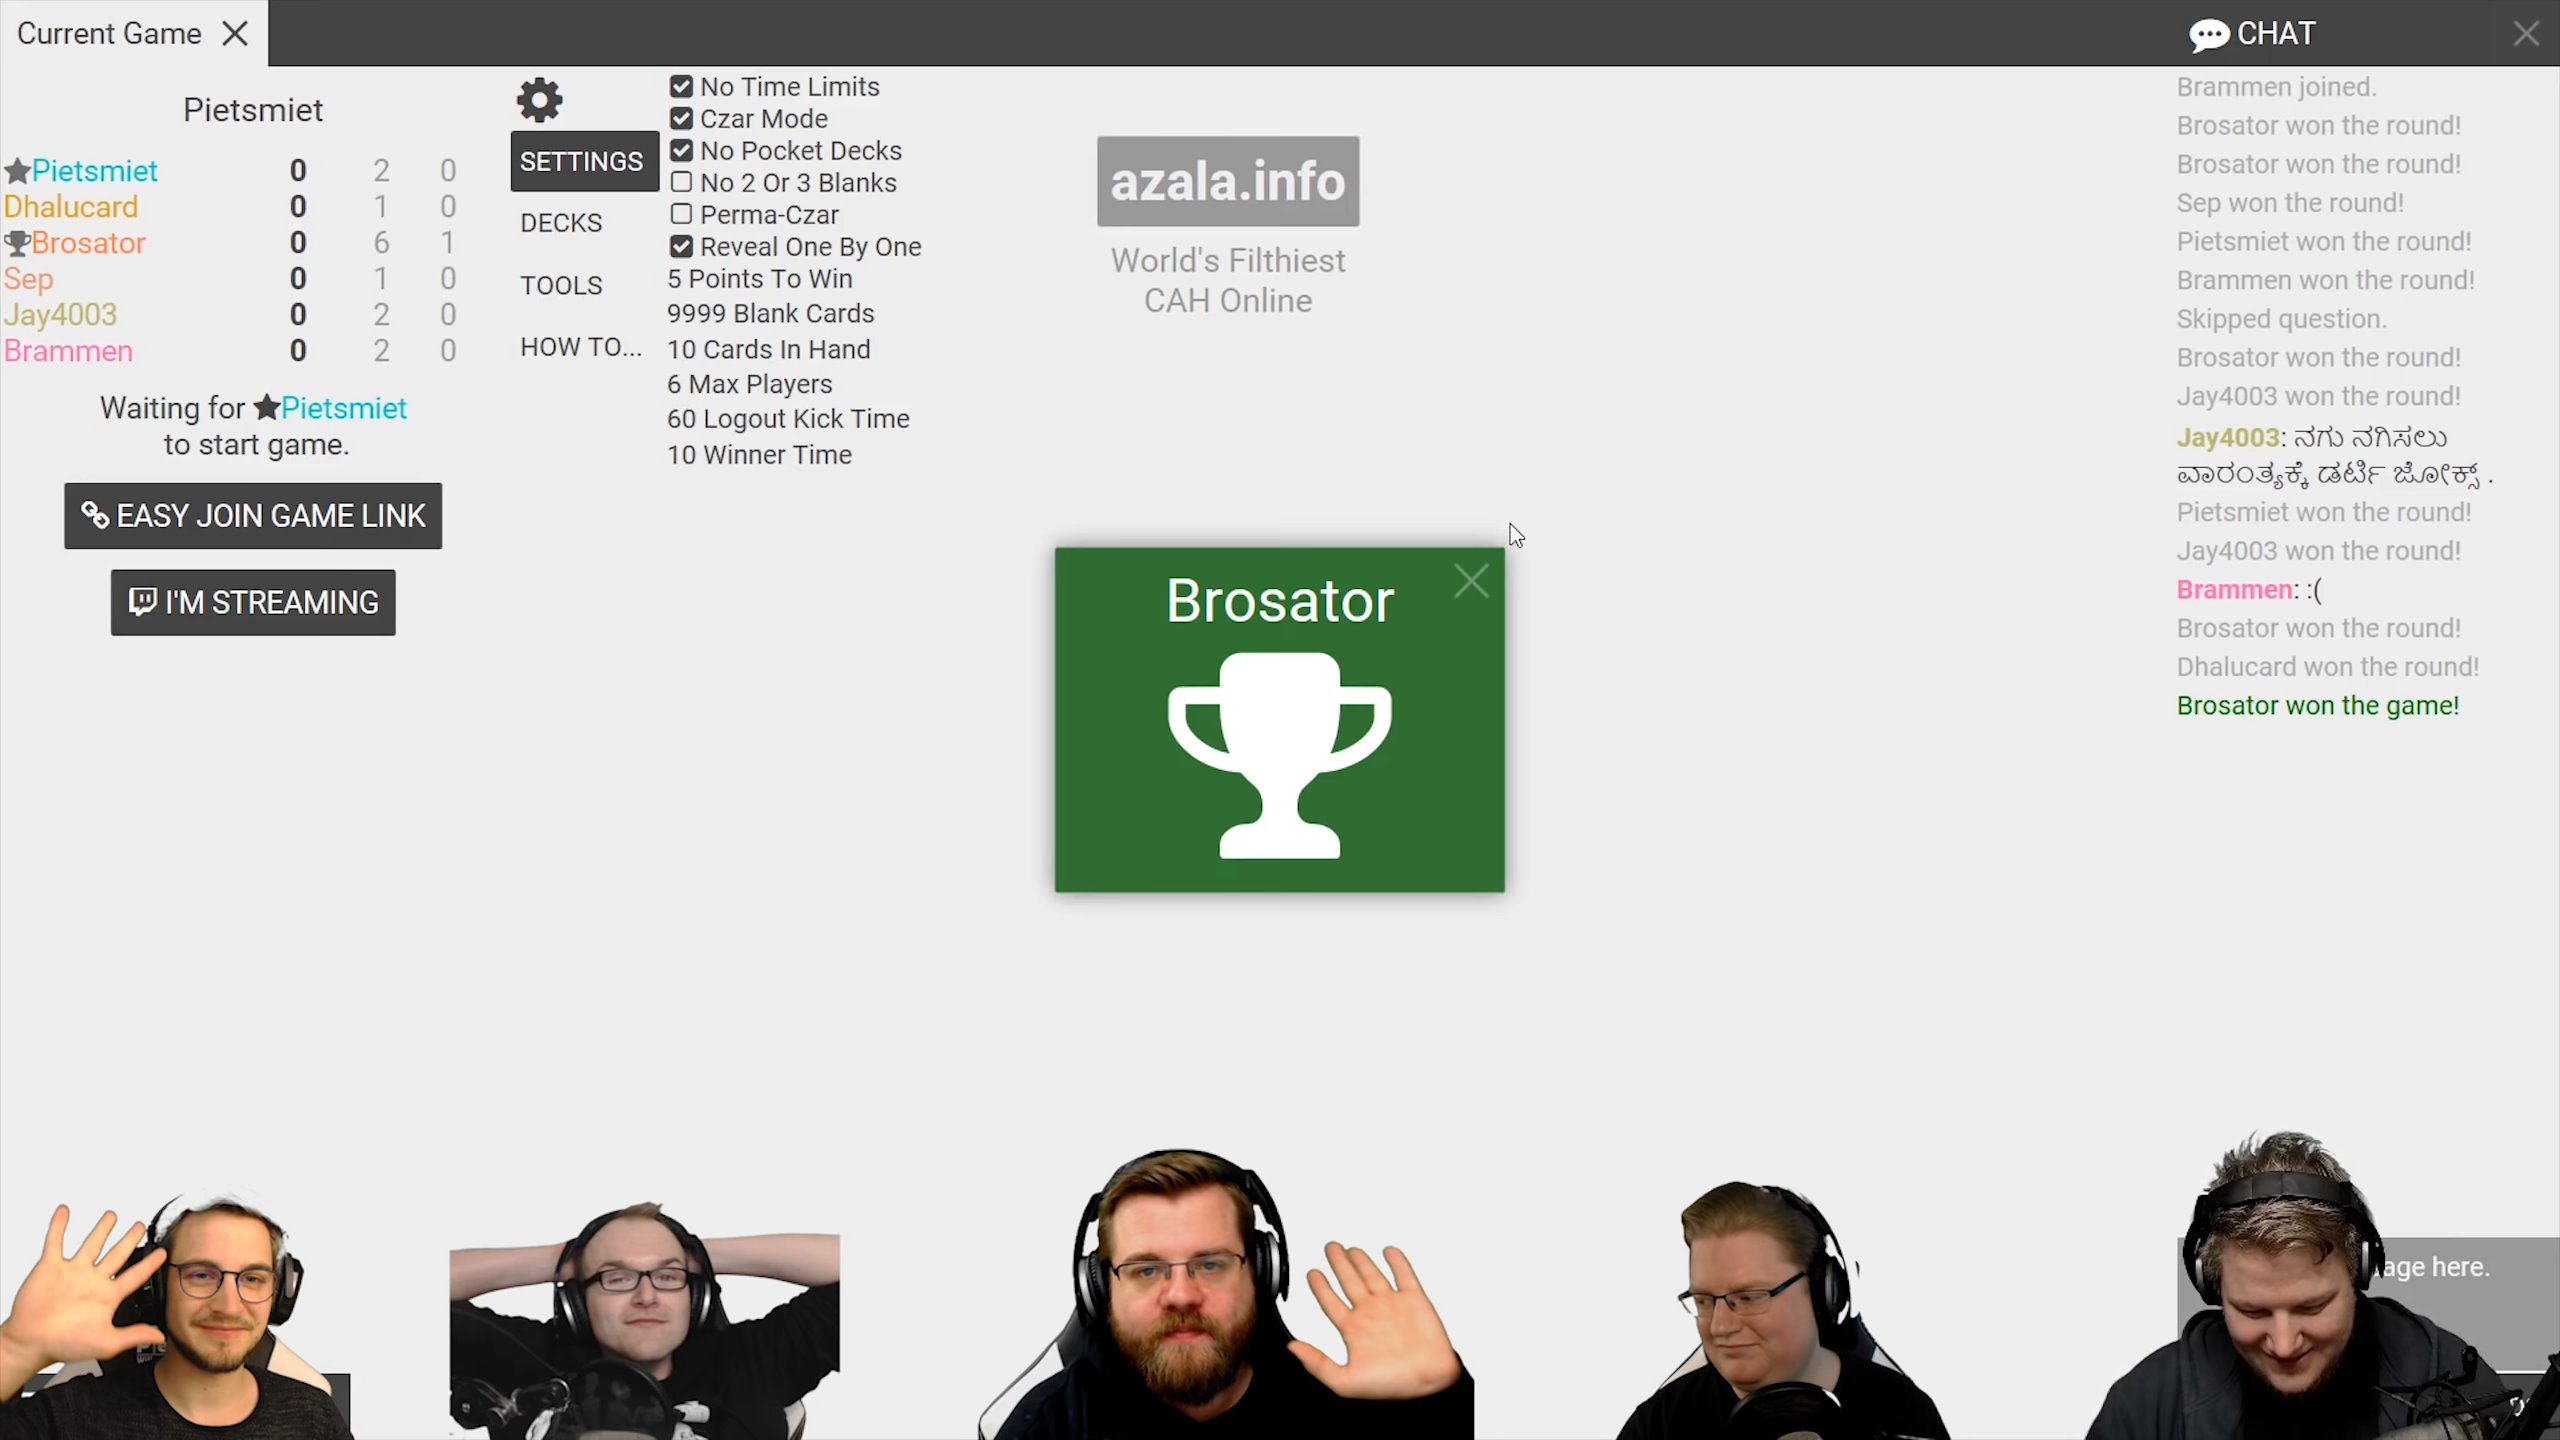 Current Game
CHAT
Pietsmiet
Pietsmiet 0 2 0
Dhalucard 0 1 0
Brosator 0 6 1
Sep 0 1 0
Jay4003 0 2 0
Brammen 0 2 0
Waiting for Pietsmiet
to start game.
EASY JOIN GAME LINK
I'M STREAMING
SETTINGS
DECKS
TOOLS
HOW TO...
No Time Limits
Czar Mode
No Pocket Decks
No 2 Or 3 Blanks
Perma-Czar
Reveal One By One
5 Points To Win
9999 Blank Cards
10 Cards In Hand
6 Max Players
60 Logout Kick Time
10 Winner Time
azala.info
World's Filthiest
CAH Online
Brosator
Brammen joined.
Brosator won the round!
Brosator won the round!
Sep won the round!
Pietsmiet won the round!
Brammen won the round!
Skipped question.
Brosator won the round!
Jay4003 won the round!
Jay4003: ನಗು ನಗಿಸಲು
ವಾರಂತ್ಯಕ್ಕೆ ಡರ್ಟಿ ಜೋಕ್ಸ್ .
Pietsmiet won the round!
Jay4003 won the round!
Brammen: :(
Brosator won the round!
Dhalucard won the round!
Brosator won the game!
here.